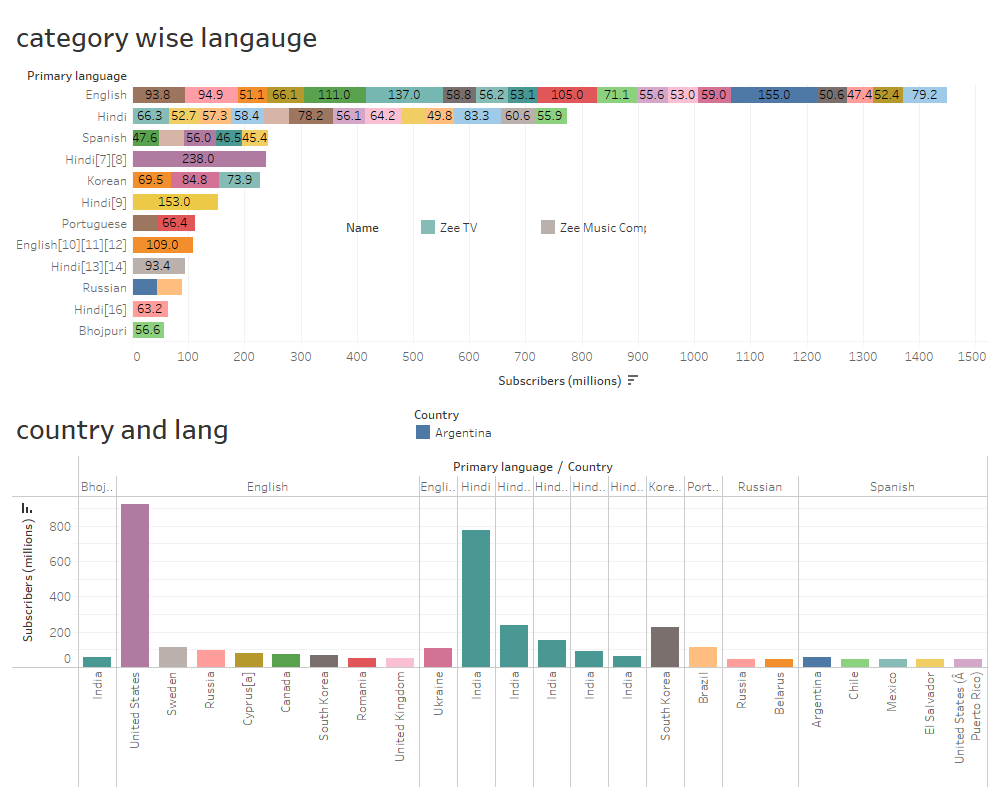 category wise langauge
Primary language
English 93.8 94.9 51.1 66.1 111.0 137.0 58.8 56.2 53.1 105.0 71.1 55.6 53.0 59.0 155.0 50.6 47.4 52.4 79.2
Hindi 66.3 52.7 57.3 58.4 78.2 56.1 64.2 49.8 83.3 60.6 55.9
Spanish 47.6 56.0 46.5 45.4
Hindi[7][8] 238.0
Korean 69.5 84.8 73.9
Hindi[9] 153.0
Portuguese 66.4
Name Zee TV Zee Music Comp
English[10][11][12] 109.0
Hindi[13][14] 93.4
Russian
Hindi[16] 63.2
Bhojpuri 56.6
0 100 200 300 400 500 600 700 800 900 1000 1100 1200 1300 1400 1500
Subscribers (millions)
country and lang
Country
Argentina
Primary language / Country
Bhoj.. English Engli.. Hindi Hind.. Hind.. Hind.. Hind.. Kore.. Port.. Russian Spanish
Subscribers (millions)
800
600
400
200
0
India
United States
Sweden
Russia
Cyprus[a]
Canada
South Korea
Romania
United Kingdom
Ukraine
India
India
India
India
India
South Korea
Brazil
Russia
Belarus
Argentina
Chile
Mexico
El Salvador
United States (Â
Puerto Rico)